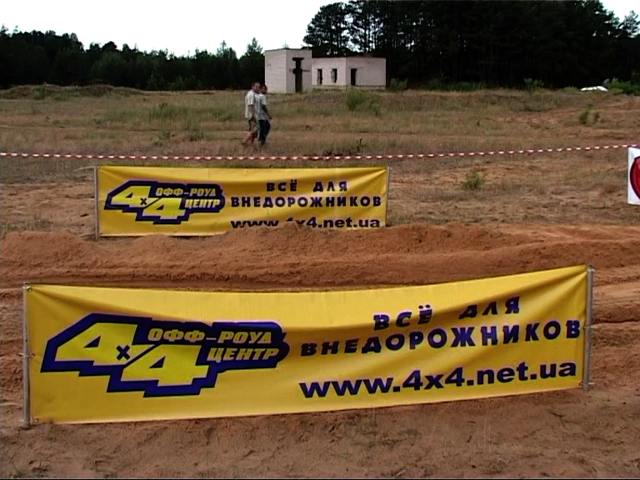 4x4 ОФФ-РОУД
ЦЕНТР
ВСЁ ДЛЯ
ВНЕДОРОЖНИКОВ
www.4x4.net.ua
4x4 ОФФ-РОУД
ЦЕНТР
ВСЁ ДЛЯ
ВНЕДОРОЖНИКОВ
www.4x4.net.ua